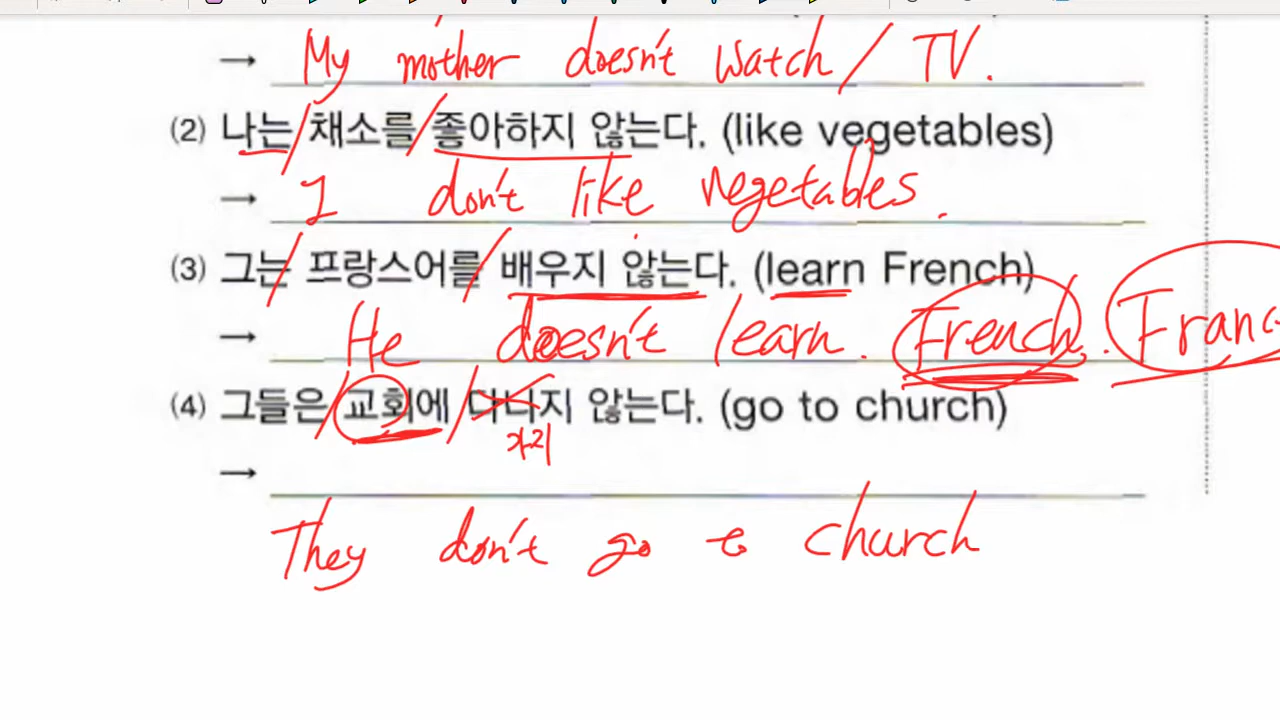 → My mother doesn't watch / TV.
(2) 나는/채소를/좋아하지 않는다. (like vegetables)
→ I don't like vegetables.
(3) 그는/프랑스어를/배우지 않는다. (learn French)
→ He doesn't learn. French. Franc
(4) 그들은/교회에/다니지 않는다. (go to church)
가지
→
They don't go to church